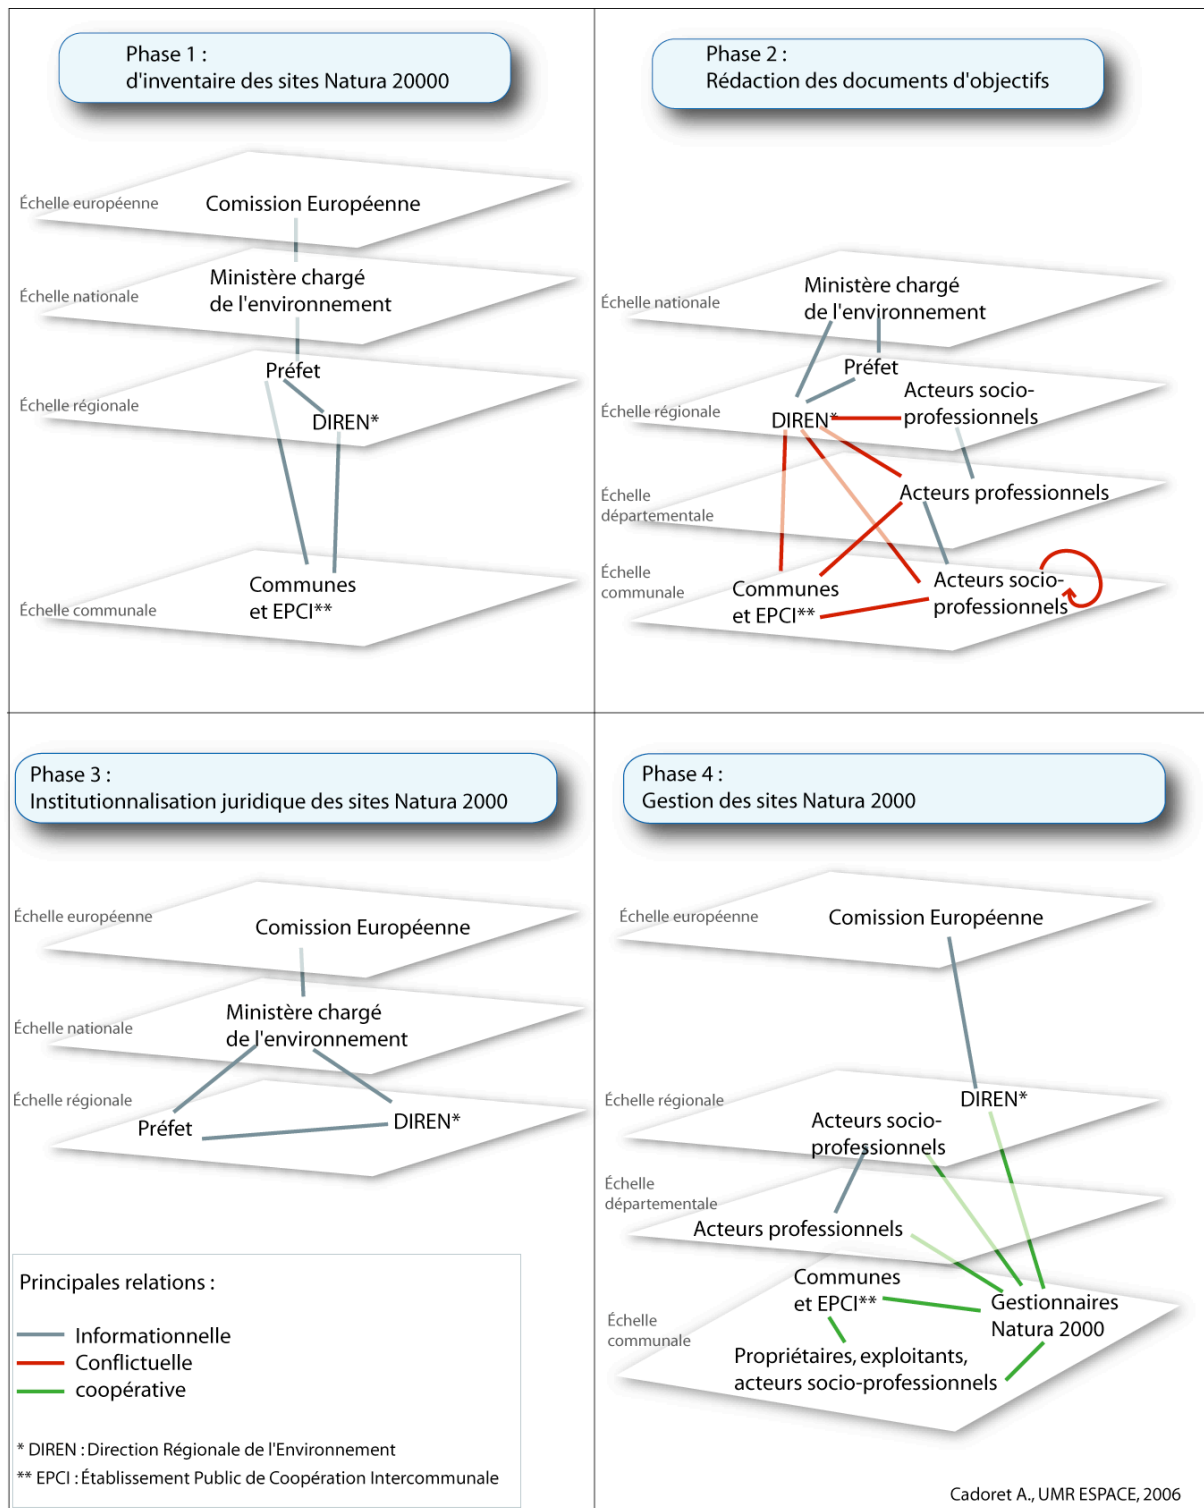 Phase 1 :
d'inventaire des sites Natura 20000
Échelle européenne
Comission Européenne
Échelle nationale
Ministère chargé
de l'environnement
Échelle régionale
Préfet
DIREN*
Échelle communale
Communes
et EPCI**
Phase 2 :
Rédaction des documents d'objectifs
Échelle nationale
Ministère chargé
de l'environnement
Échelle régionale
Préfet
DIREN*
Acteurs socio-
professionnels
Échelle
départementale
Acteurs professionnels
Échelle
communale
Communes
et EPCI**
Acteurs socio-
professionnels
Phase 3 :
Institutionnalisation juridique des sites Natura 2000
Échelle européenne
Comission Européenne
Échelle nationale
Ministère chargé
de l'environnement
Échelle régionale
Préfet
DIREN*
Principales relations :
Informationnelle
Conflictuelle
coopérative
* DIREN : Direction Régionale de l'Environnement
** EPCI : Établissement Public de Coopération Intercommunale
Phase 4 :
Gestion des sites Natura 2000
Échelle européenne
Comission Européenne
Échelle régionale
DIREN*
Acteurs socio-
professionnels
Échelle
départementale
Acteurs professionnels
Échelle
communale
Communes
et EPCI**
Gestionnaires
Natura 2000
Propriétaires, exploitants,
acteurs socio-professionnels
Cadoret A., UMR ESPACE, 2006